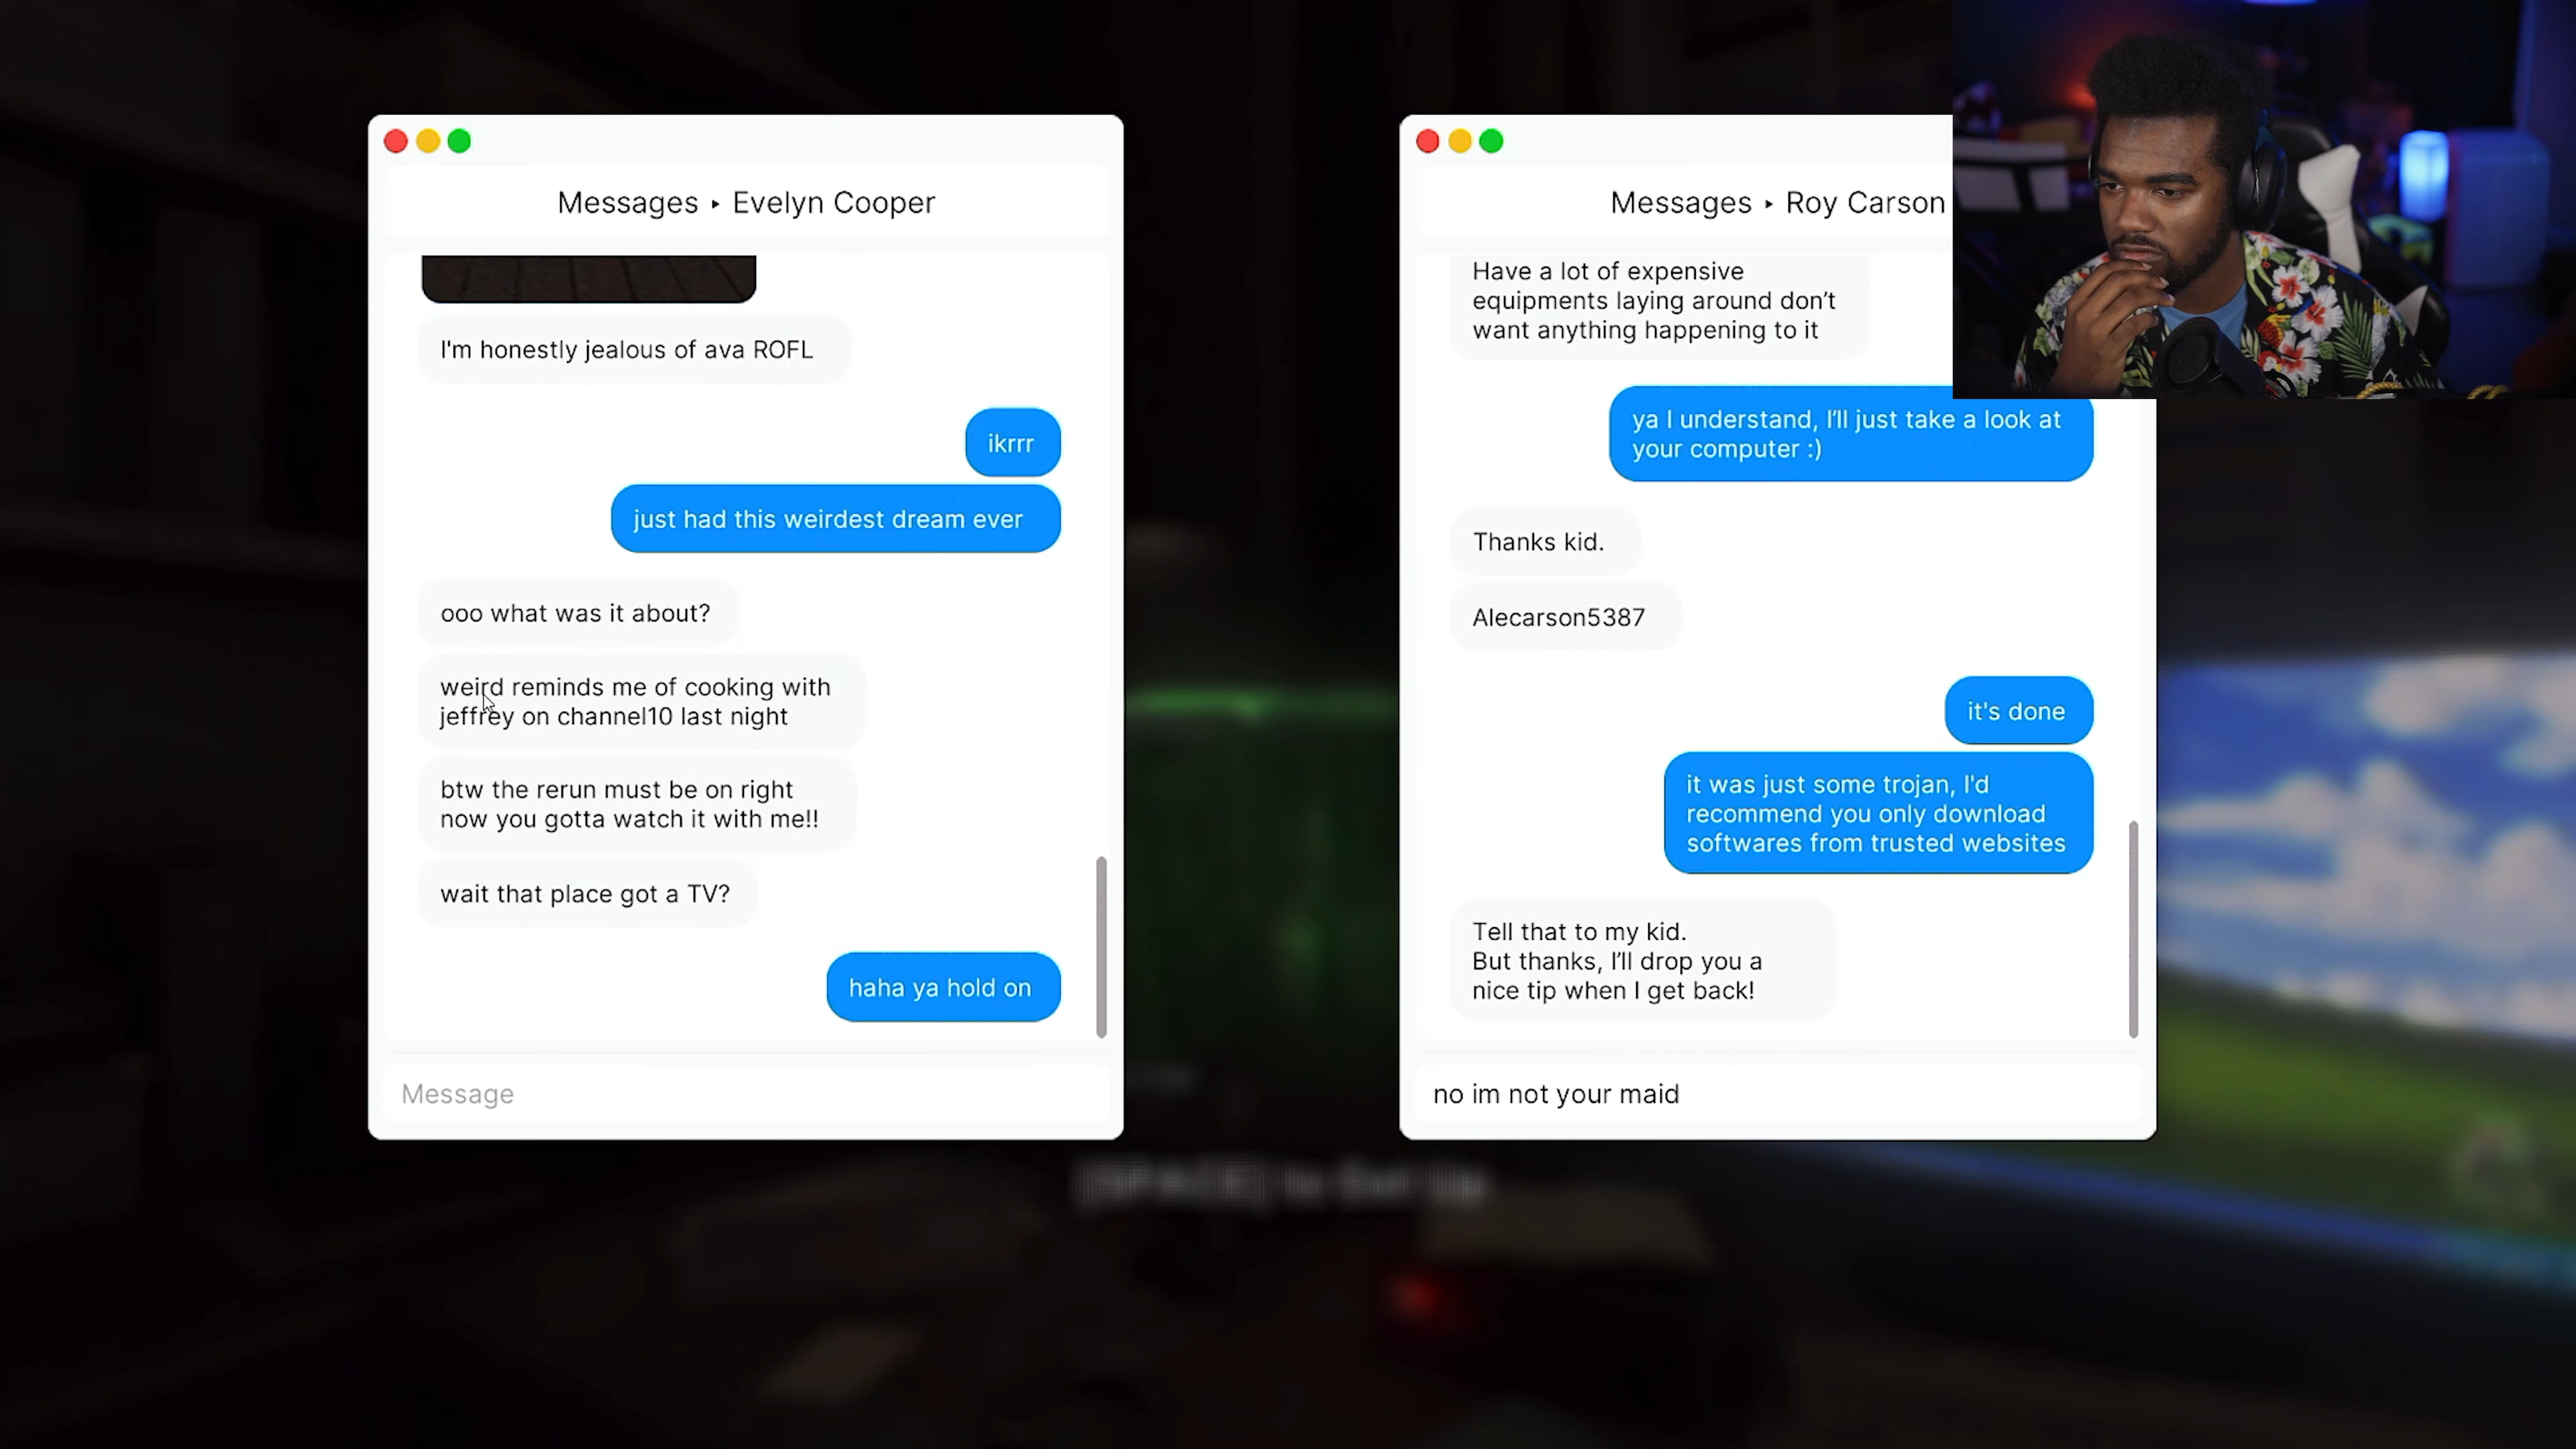 Messages ▸ Evelyn Cooper
I'm honestly jealous of ava ROFL
ikrrr
just had this weirdest dream ever
ooo what was it about?
weird reminds me of cooking with
jeffrey on channel10 last night
btw the rerun must be on right
now you gotta watch it with me!!
wait that place got a TV?
haha ya hold on
Message
Messages ▸ Roy Carson
Have a lot of expensive
equipments laying around don’t
want anything happening to it
ya I understand, I’ll just take a look at
your computer :)
Thanks kid.
Alecarson5387
it's done
it was just some trojan, I'd
recommend you only download
softwares from trusted websites
Tell that to my kid.
But thanks, I’ll drop you a
nice tip when I get back!
no im not your maid
[SPACE] to